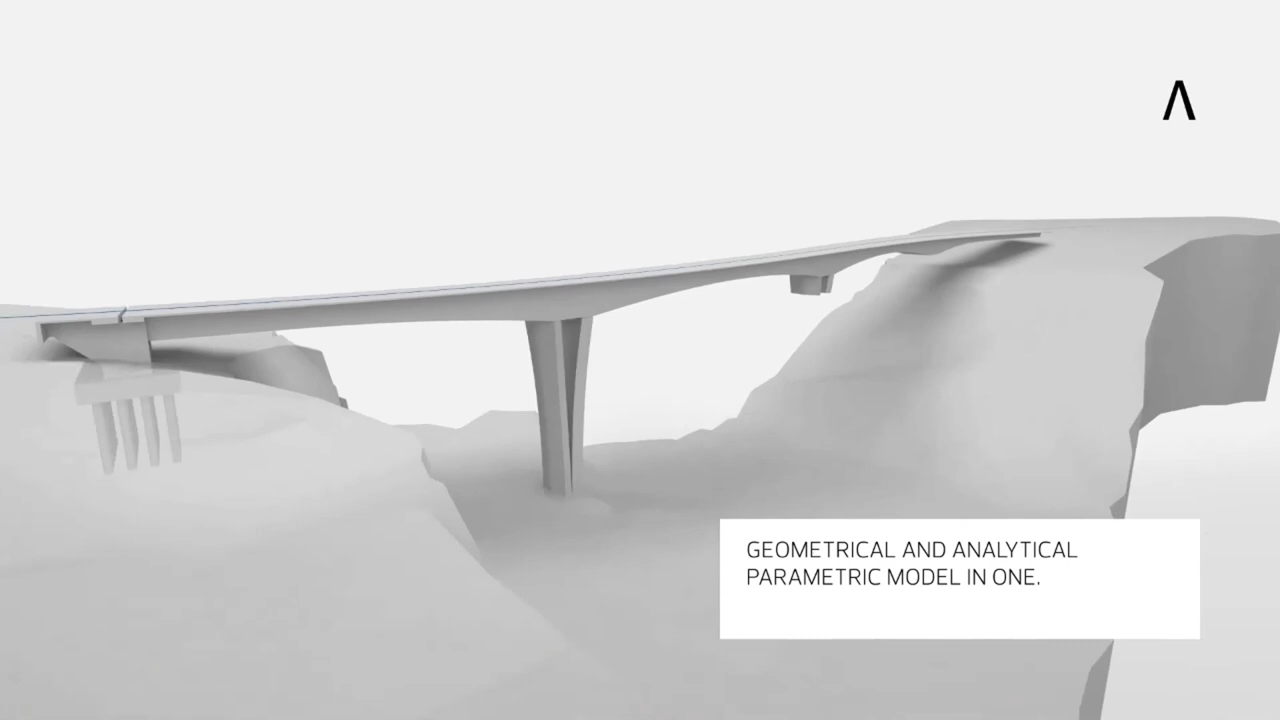 Λ
GEOMETRICAL AND ANALYTICAL
PARAMETRIC MODEL IN ONE.